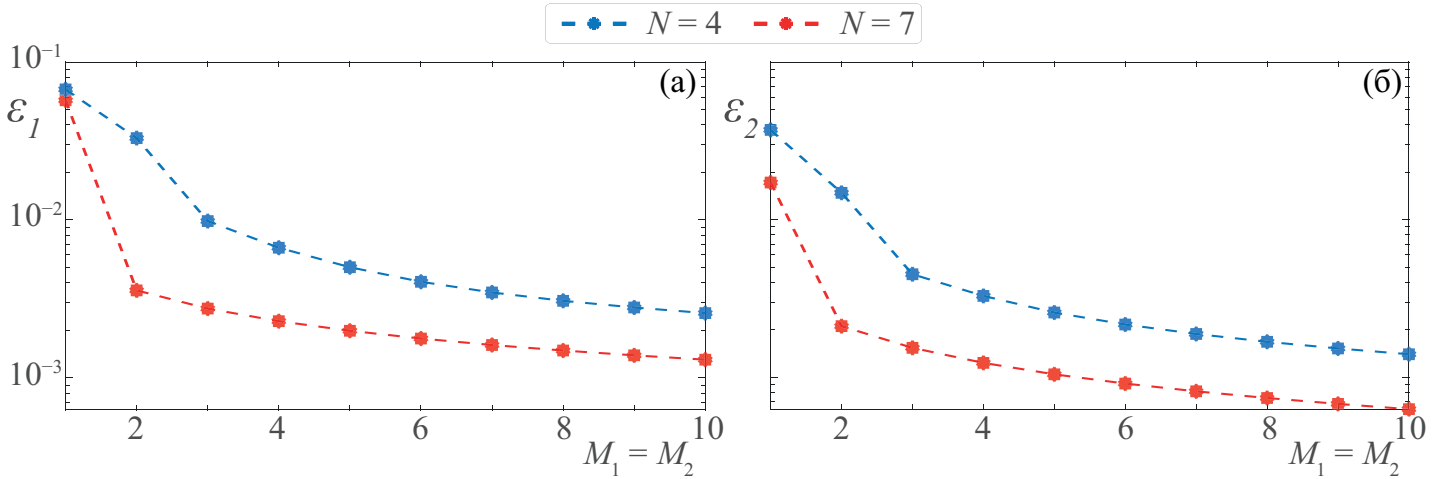 N = 4 N = 7
10⁻¹
(а)
ε₁
10⁻²
10⁻³
2 4 6 8 10
M₁ = M₂
(б)
ε₂
2 4 6 8 10
M₁ = M₂